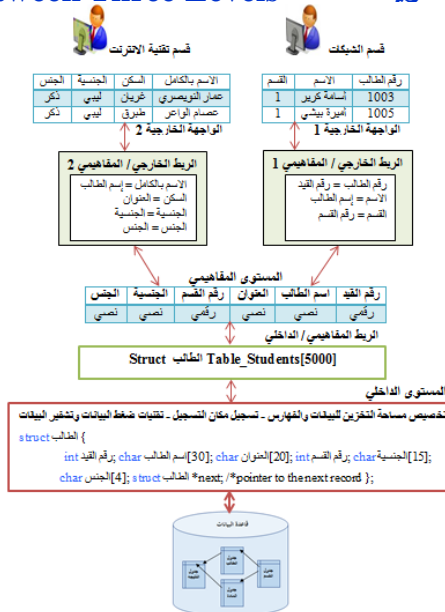 قسم الشبكات
قسم تقنية الانترنت
رقم الطالب الاسم القسم
1003 أسامة كرير 1
1005 أميرة بيشي 1
الواجهة الخارجية 1
الاسم بالكامل السكن الجنسية الجنس
عمار التويصري غريان ليبي ذكر
عصام الواعر طبرق ليبي ذكر
الواجهة الخارجية 2
الربط الخارجي / المفاهيمي 1
رقم الطالب = رقم القيد
الاسم = إسم الطالب
القسم = رقم القسم
الربط الخارجي / المفاهيمي 2
الاسم بالكامل = إسم الطالب
السكن = العنوان
الجنسية = الجنسية
الجنس = الجنس
المستوى المفاهيمي
رقم القيد اسم الطالب العنوان رقم القسم الجنسية الجنس
رقمي نصي نصي رقمي نصي نصي
الربط المفاهيمي / الداخلي
Struct الطالب Table_Students[5000]
المستوى الداخلي
تخصيص مساحة التخزين للبيانات والفهارس - تسجيل مكان التسجيل - تقنيات ضغط البيانات وتشفير البيانات
struct الطالب {
int رقم القيد; char اسم الطالب[30]; char العنوان[20]; int رقم القسم; char الجنسية[15];
char الجنس[4]; struct الطالب *next; /*pointer to the next record };
قاعدة البيانات